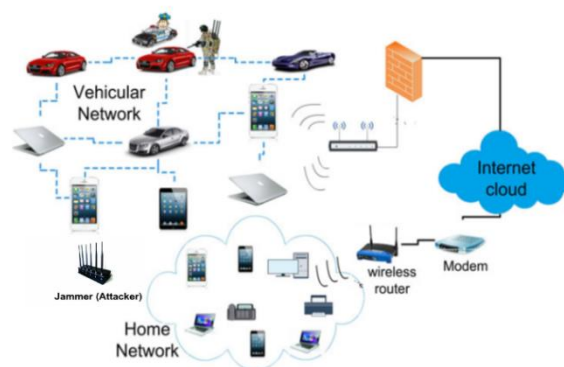 Vehicular
Network
Internet
cloud
wireless
router
Modem
Jammer (Attacker)
Home
Network